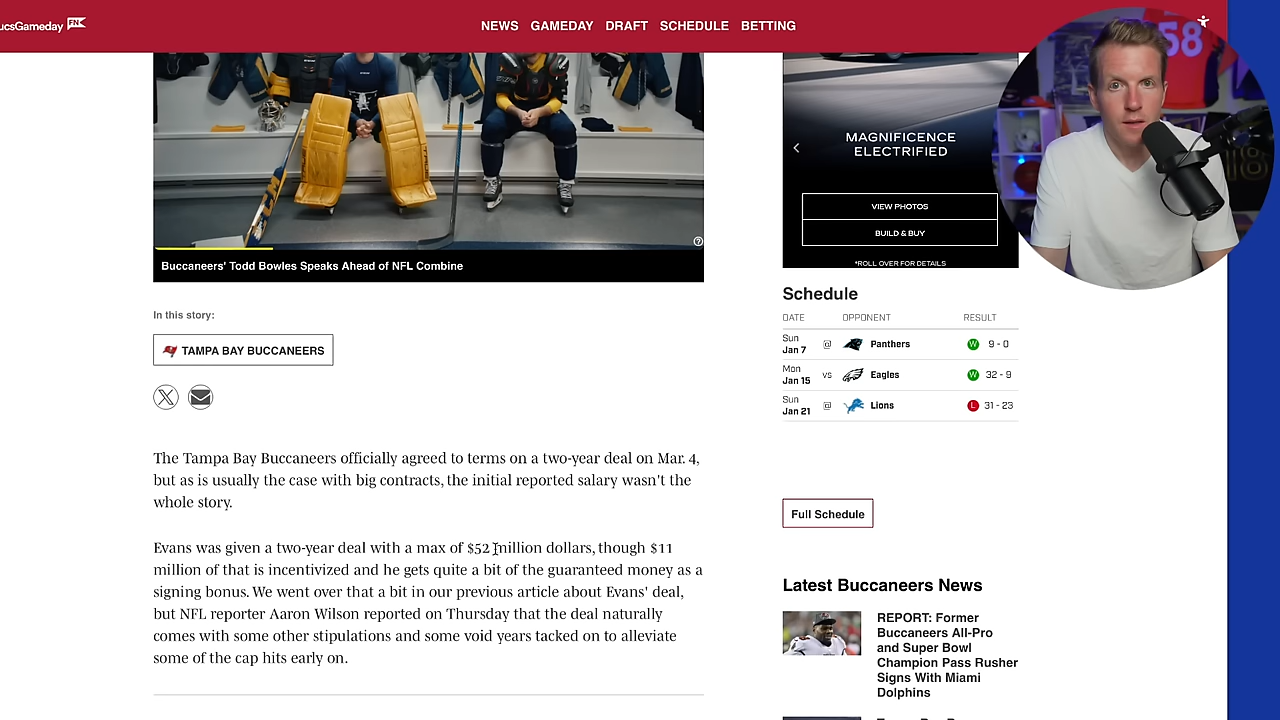 ucsGameday FN
NEWS GAMEDAY DRAFT SCHEDULE BETTING
58
MAGNIFICENCE
ELECTRIFIED
VIEW PHOTOS
BUILD & BUY
*ROLL OVER FOR DETAILS
Buccaneers' Todd Bowles Speaks Ahead of NFL Combine
In this story:
TAMPA BAY BUCCANEERS
The Tampa Bay Buccaneers officially agreed to terms on a two-year deal on Mar. 4,
but as is usually the case with big contracts, the initial reported salary wasn't the
whole story.
Evans was given a two-year deal with a max of $52 million dollars, though $11
million of that is incentivized and he gets quite a bit of the guaranteed money as a
signing bonus. We went over that a bit in our previous article about Evans' deal,
but NFL reporter Aaron Wilson reported on Thursday that the deal naturally
comes with some other stipulations and some void years tacked on to alleviate
some of the cap hits early on.
Schedule
DATE OPPONENT RESULT
Sun
Jan 7 @ Panthers W 9 - 0
Mon
Jan 15 vs Eagles W 32 - 9
Sun
Jan 21 @ Lions L 31 - 23
Full Schedule
Latest Buccaneers News
REPORT: Former
Buccaneers All-Pro
and Super Bowl
Champion Pass Rusher
Signs With Miami
Dolphins